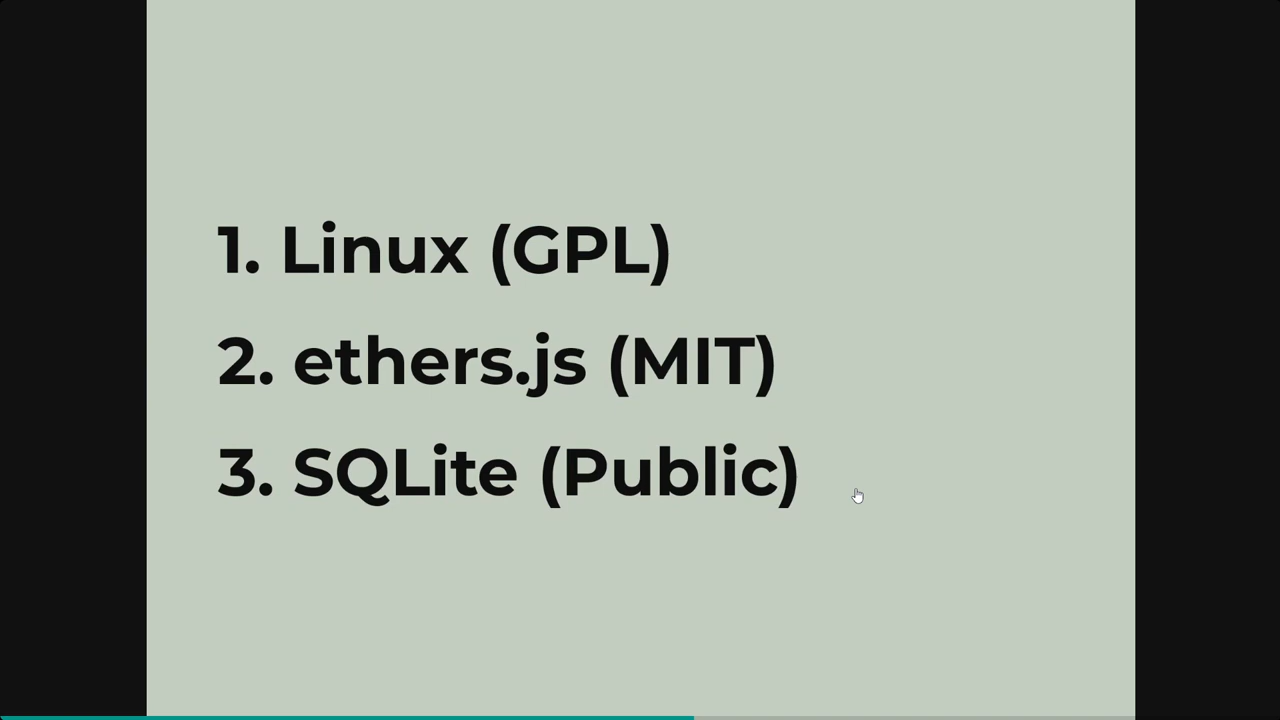 1. Linux (GPL)
2. ethers.js (MIT)
3. SQLite (Public)